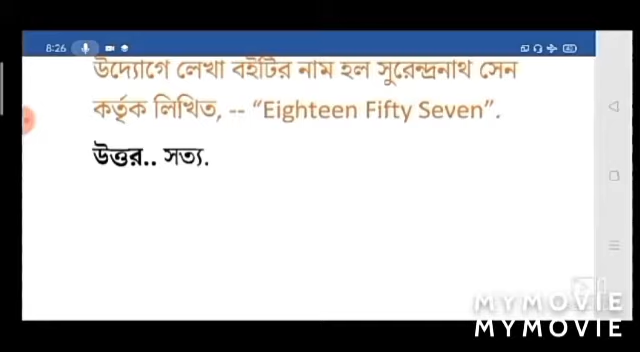 8:26
উদ্যোগে লেখা বইটির নাম হল সুরেন্দ্রনাথ সেন
কর্তৃক লিখিত, -- “Eighteen Fifty Seven”.
উত্তর.. সত্য.
MYMOVIE
MYMOVIE